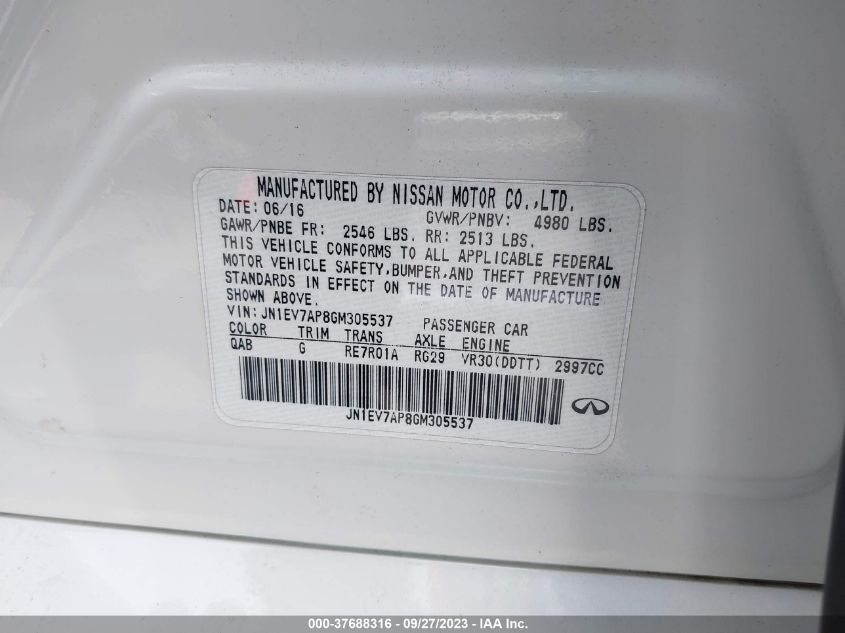 MANUFACTURED BY NISSAN MOTOR CO.,LTD.
DATE: 06/16 GVWR/PNBV: 4980 LBS.
GAWR/PNBE FR: 2546 LBS. RR: 2513 LBS.
THIS VEHICLE CONFORMS TO ALL APPLICABLE FEDERAL
MOTOR VEHICLE SAFETY,BUMPER,AND THEFT PREVENTION
STANDARDS IN EFFECT ON THE DATE OF MANUFACTURE
SHOWN ABOVE.
VIN: JN1EV7AP8GM305537 PASSENGER CAR
COLOR TRIM TRANS AXLE ENGINE
QAB G RE7R01A RG29 VR30(DDTT) 2997CC
JN1EV7AP8GM305537
000-37688316 - 09/27/2023 - IAA Inc.